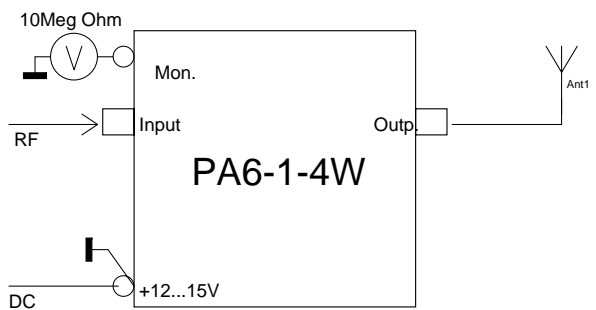 10Meg Ohm
V
Mon.
Ant1
Input
Outp.
RF
PA6-1-4W
+12...15V
DC